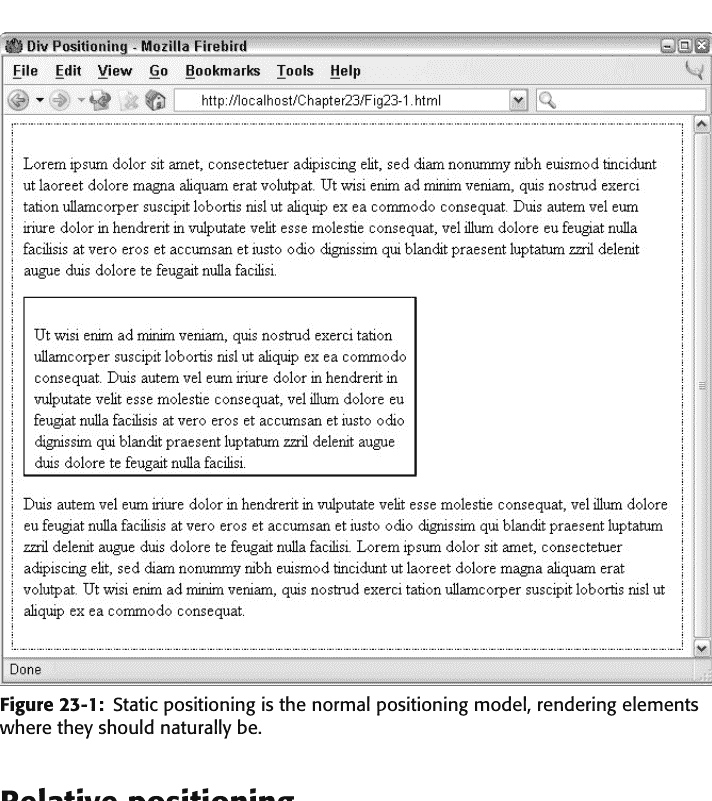 Div Positioning - Mozilla Firebird
File Edit View Go Bookmarks Tools Help
http://localhost/Chapter23/Fig23-1.html
Lorem ipsum dolor sit amet, consectetuer adipiscing elit, sed diam nonummy nibh euismod tincidunt
ut laoreet dolore magna aliquam erat volutpat. Ut wisi enim ad minim veniam, quis nostrud exerci
tation ullamcorper suscipit lobortis nisl ut aliquip ex ea commodo consequat. Duis autem vel eum
iriure dolor in hendrerit in vulputate velit esse molestie consequat, vel illum dolore eu feugiat nulla
facilisis at vero eros et accumsan et iusto odio dignissim qui blandit praesent luptatum zzril delenit
augue duis dolore te feugait nulla facilisi.
Ut wisi enim ad minim veniam, quis nostrud exerci tation
ullamcorper suscipit lobortis nisl ut aliquip ex ea commodo
consequat. Duis autem vel eum iriure dolor in hendrerit in
vulputate velit esse molestie consequat, vel illum dolore eu
feugiat nulla facilisis at vero eros et accumsan et iusto odio
dignissim qui blandit praesent luptatum zzril delenit augue
duis dolore te feugait nulla facilisi.
Duis autem vel eum iriure dolor in hendrerit in vulputate velit esse molestie consequat, vel illum dolore
eu feugiat nulla facilisis at vero eros et accumsan et iusto odio dignissim qui blandit praesent luptatum
zzril delenit augue duis dolore te feugait nulla facilisi. Lorem ipsum dolor sit amet, consectetuer
adipiscing elit, sed diam nonummy nibh euismod tincidunt ut laoreet dolore magna aliquam erat
volutpat. Ut wisi enim ad minim veniam, quis nostrud exerci tation ullamcorper suscipit lobortis nisl ut
aliquip ex ea commodo consequat.
Done
Figure 23-1: Static positioning is the normal positioning model, rendering elements
where they should naturally be.
Relative positioning